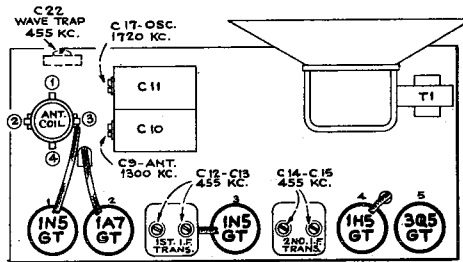 C22
WAVE TRAP
455 KC.
C17-OSC.
1720 KC.
C11
C10
T1
1
ANT.
COIL
2
3
4
C9-ANT.
1300 KC.
C12-C13
455 KC.
C14-C15
455 KC.
1
1N5
GT
2
1A7
GT
1ST. I.F.
TRANS.
3
1N5
GT
2ND. I.F.
TRANS.
4
1H5
GT
5
3Q5
GT